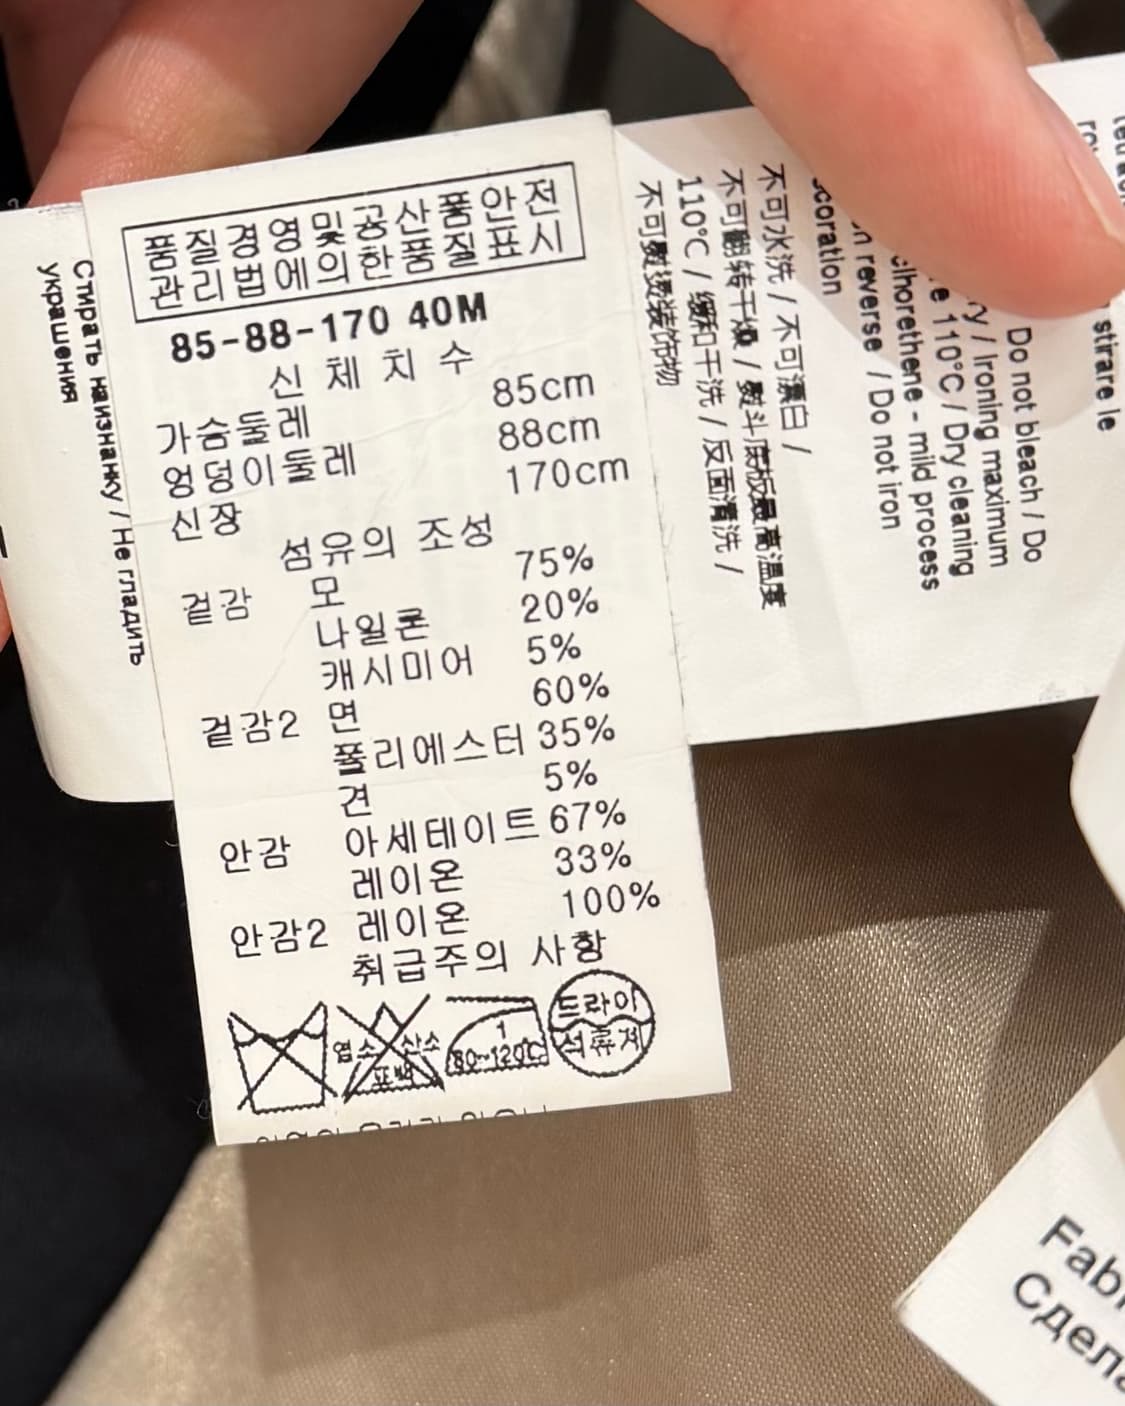 품질경영및공산품안전
관리법에의한품질표시
85-88-170 40M
신 체 치 수
가슴둘레 85cm
엉덩이둘레 88cm
신장 170cm
섬유의 조성
겉감 모 75%
나일론 20%
캐시미어 5%
겉감2 면 60%
폴리에스터 35%
견 5%
안감 아세테이트 67%
레이온 33%
안감2 레이온 100%
취급주의 사항
염소 산소
표백
1
80~120℃
드라이
석유계
Стирать наизнанку / Не гладить
украшения
不可水洗 / 不可漂白 /
不可翻转干燥 / 熨斗底板最高温度
110℃ / 缓和干洗 / 反面清洗 /
不可熨烫装饰物
stirare le
Do not bleach / Do
ry / Ironing maximum
e 110°C / Dry cleaning
clhorethene - mild process
n reverse / Do not iron
coration
Fabr
Сдела